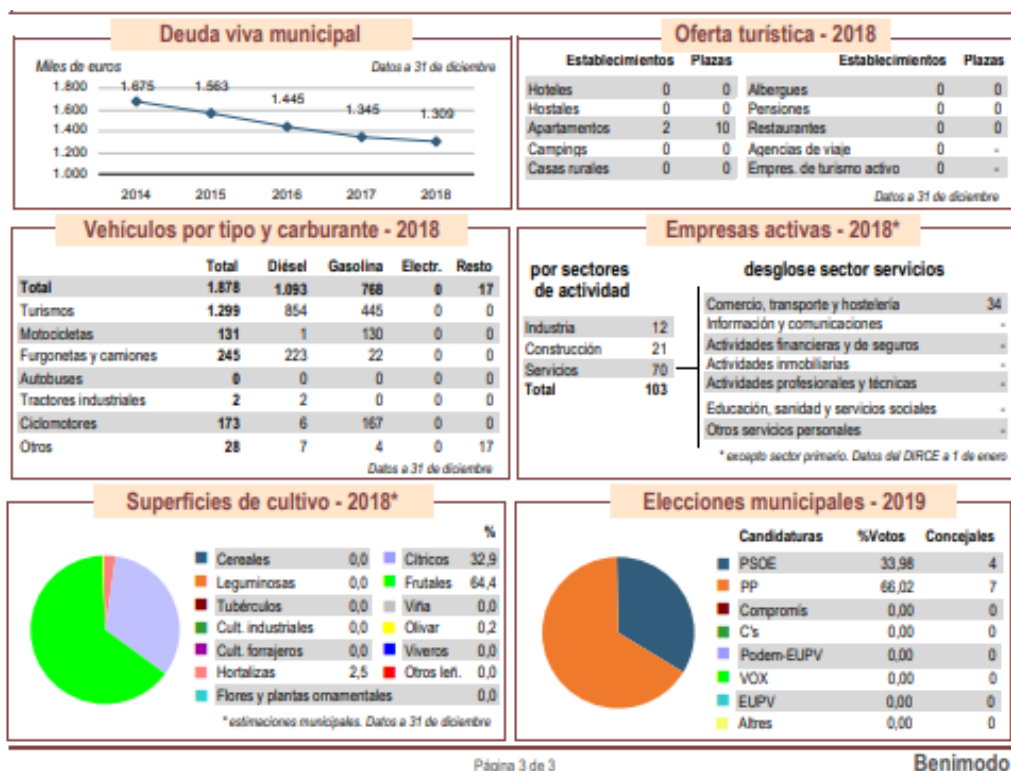 Deuda viva municipal
Miles de euros Datos a 31 de diciembre
1.800
1.600
1.400
1.200
1.000
1.675 1.563 1.445 1.345 1.309
2014 2015 2016 2017 2018
Oferta turística - 2018
Establecimientos Plazas Establecimientos Plazas
Hoteles 0 0 Albergues 0 0
Hostales 0 0 Pensiones 0 0
Apartamentos 2 10 Restaurantes 0 0
Campings 0 0 Agencias de viaje 0 -
Casas rurales 0 0 Empres. de turismo activo 0 -
Datos a 31 de diciembre
Vehículos por tipo y carburante - 2018
Total Diésel Gasolina Electr. Resto
Total 1.878 1.093 768 0 17
Turismos 1.299 854 445 0 0
Motocicletas 131 1 130 0 0
Furgonetas y camiones 245 223 22 0 0
Autobuses 0 0 0 0 0
Tractores industriales 2 2 0 0 0
Ciclomotores 173 6 167 0 0
Otros 28 7 4 0 17
Datos a 31 de diciembre
Empresas activas - 2018*
por sectores
de actividad
Industria 12
Construcción 21
Servicios 70
Total 103
desglose sector servicios
Comercio, transporte y hostelería 34
Información y comunicaciones -
Actividades financieras y de seguros -
Actividades inmobiliarias -
Actividades profesionales y técnicas -
Educación, sanidad y servicios sociales -
Otros servicios personales -
* excepto sector primario. Datos del DIRCE a 1 de enero
Superficies de cultivo - 2018*
%
Cereales 0,0 Cítricos 32,9
Leguminosas 0,0 Frutales 64,4
Tubérculos 0,0 Viña 0,0
Cult. industriales 0,0 Olivar 0,2
Cult. forrajeros 0,0 Viveros 0,0
Hortalizas 2,5 Otros leñ. 0,0
Flores y plantas ornamentales 0,0
* estimaciones municipales. Datos a 31 de diciembre
Elecciones municipales - 2019
Candidaturas %Votos Concejales
PSOE 33,98 4
PP 66,02 7
Compromís 0,00 0
C's 0,00 0
Podem-EUPV 0,00 0
VOX 0,00 0
EUPV 0,00 0
Altres 0,00 0
Página 3 de 3
Benimodo